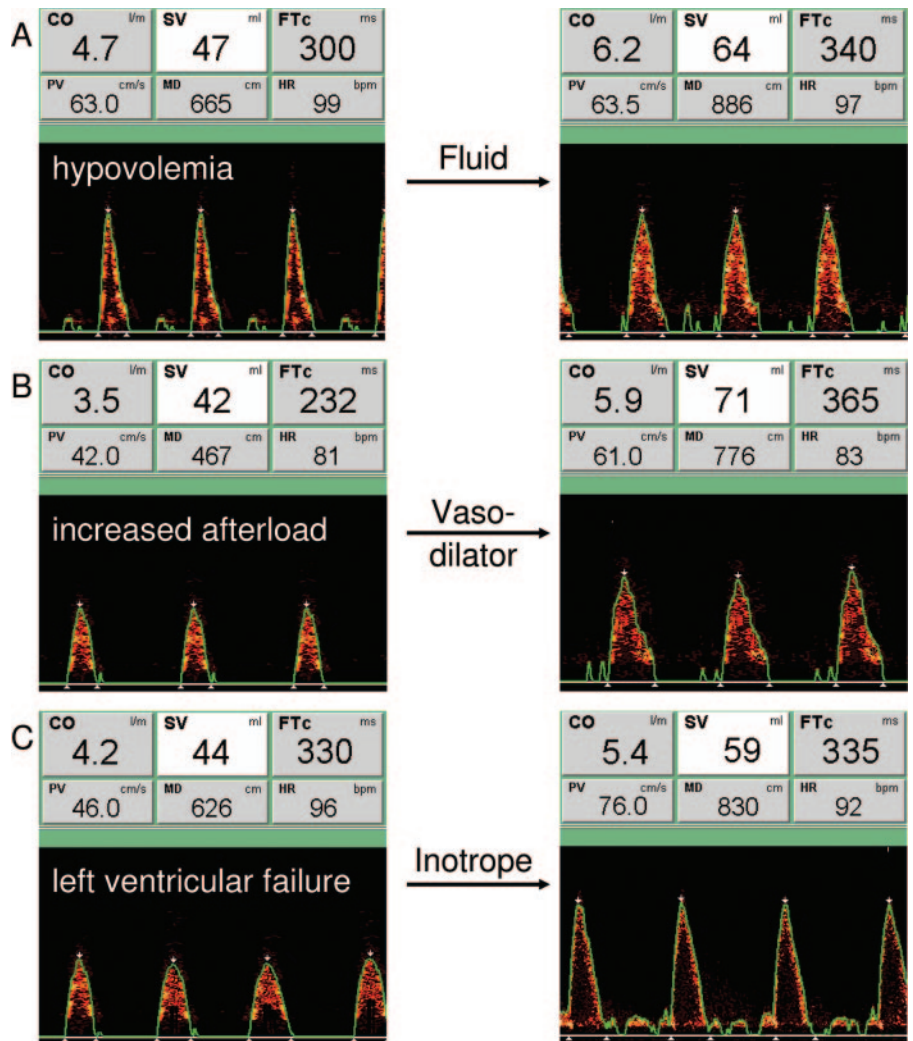 A
CO l/m SV ml FTc ms
4.7 47 300
PV cm/s MD cm HR bpm
63.0 665 99
hypovolemia
Fluid
CO l/m SV ml FTc ms
6.2 64 340
PV cm/s MD cm HR bpm
63.5 886 97
B
CO l/m SV ml FTc ms
3.5 42 232
PV cm/s MD cm HR bpm
42.0 467 81
increased afterload
Vaso-
dilator
CO l/m SV ml FTc ms
5.9 71 365
PV cm/s MD cm HR bpm
61.0 776 83
C
CO l/m SV ml FTc ms
4.2 44 330
PV cm/s MD cm HR bpm
46.0 626 96
left ventricular failure
Inotrope
CO l/m SV ml FTc ms
5.4 59 335
PV cm/s MD cm HR bpm
76.0 830 92